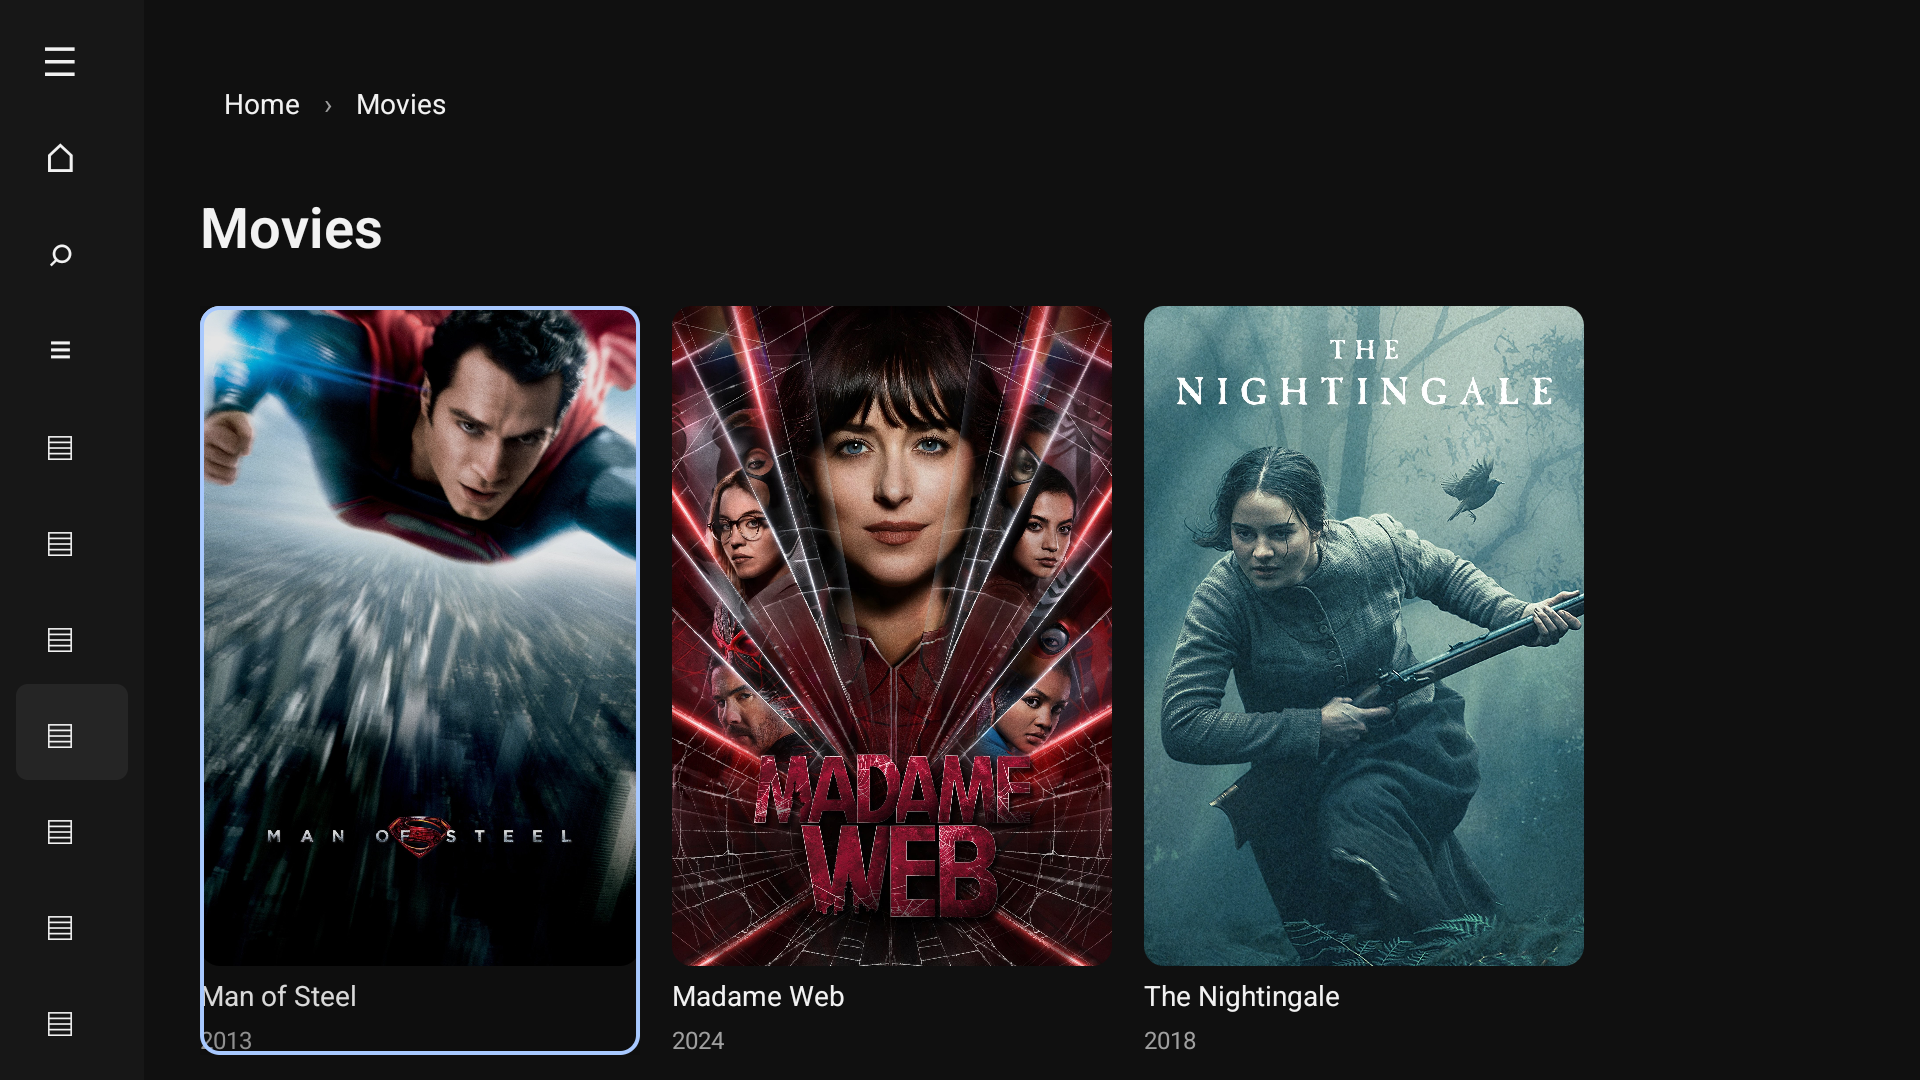 Home › Movies
Movies
MAN OF STEEL
MADAME
WEB
THE
NIGHTINGALE
Man of Steel
2013
Madame Web
2024
The Nightingale
2018